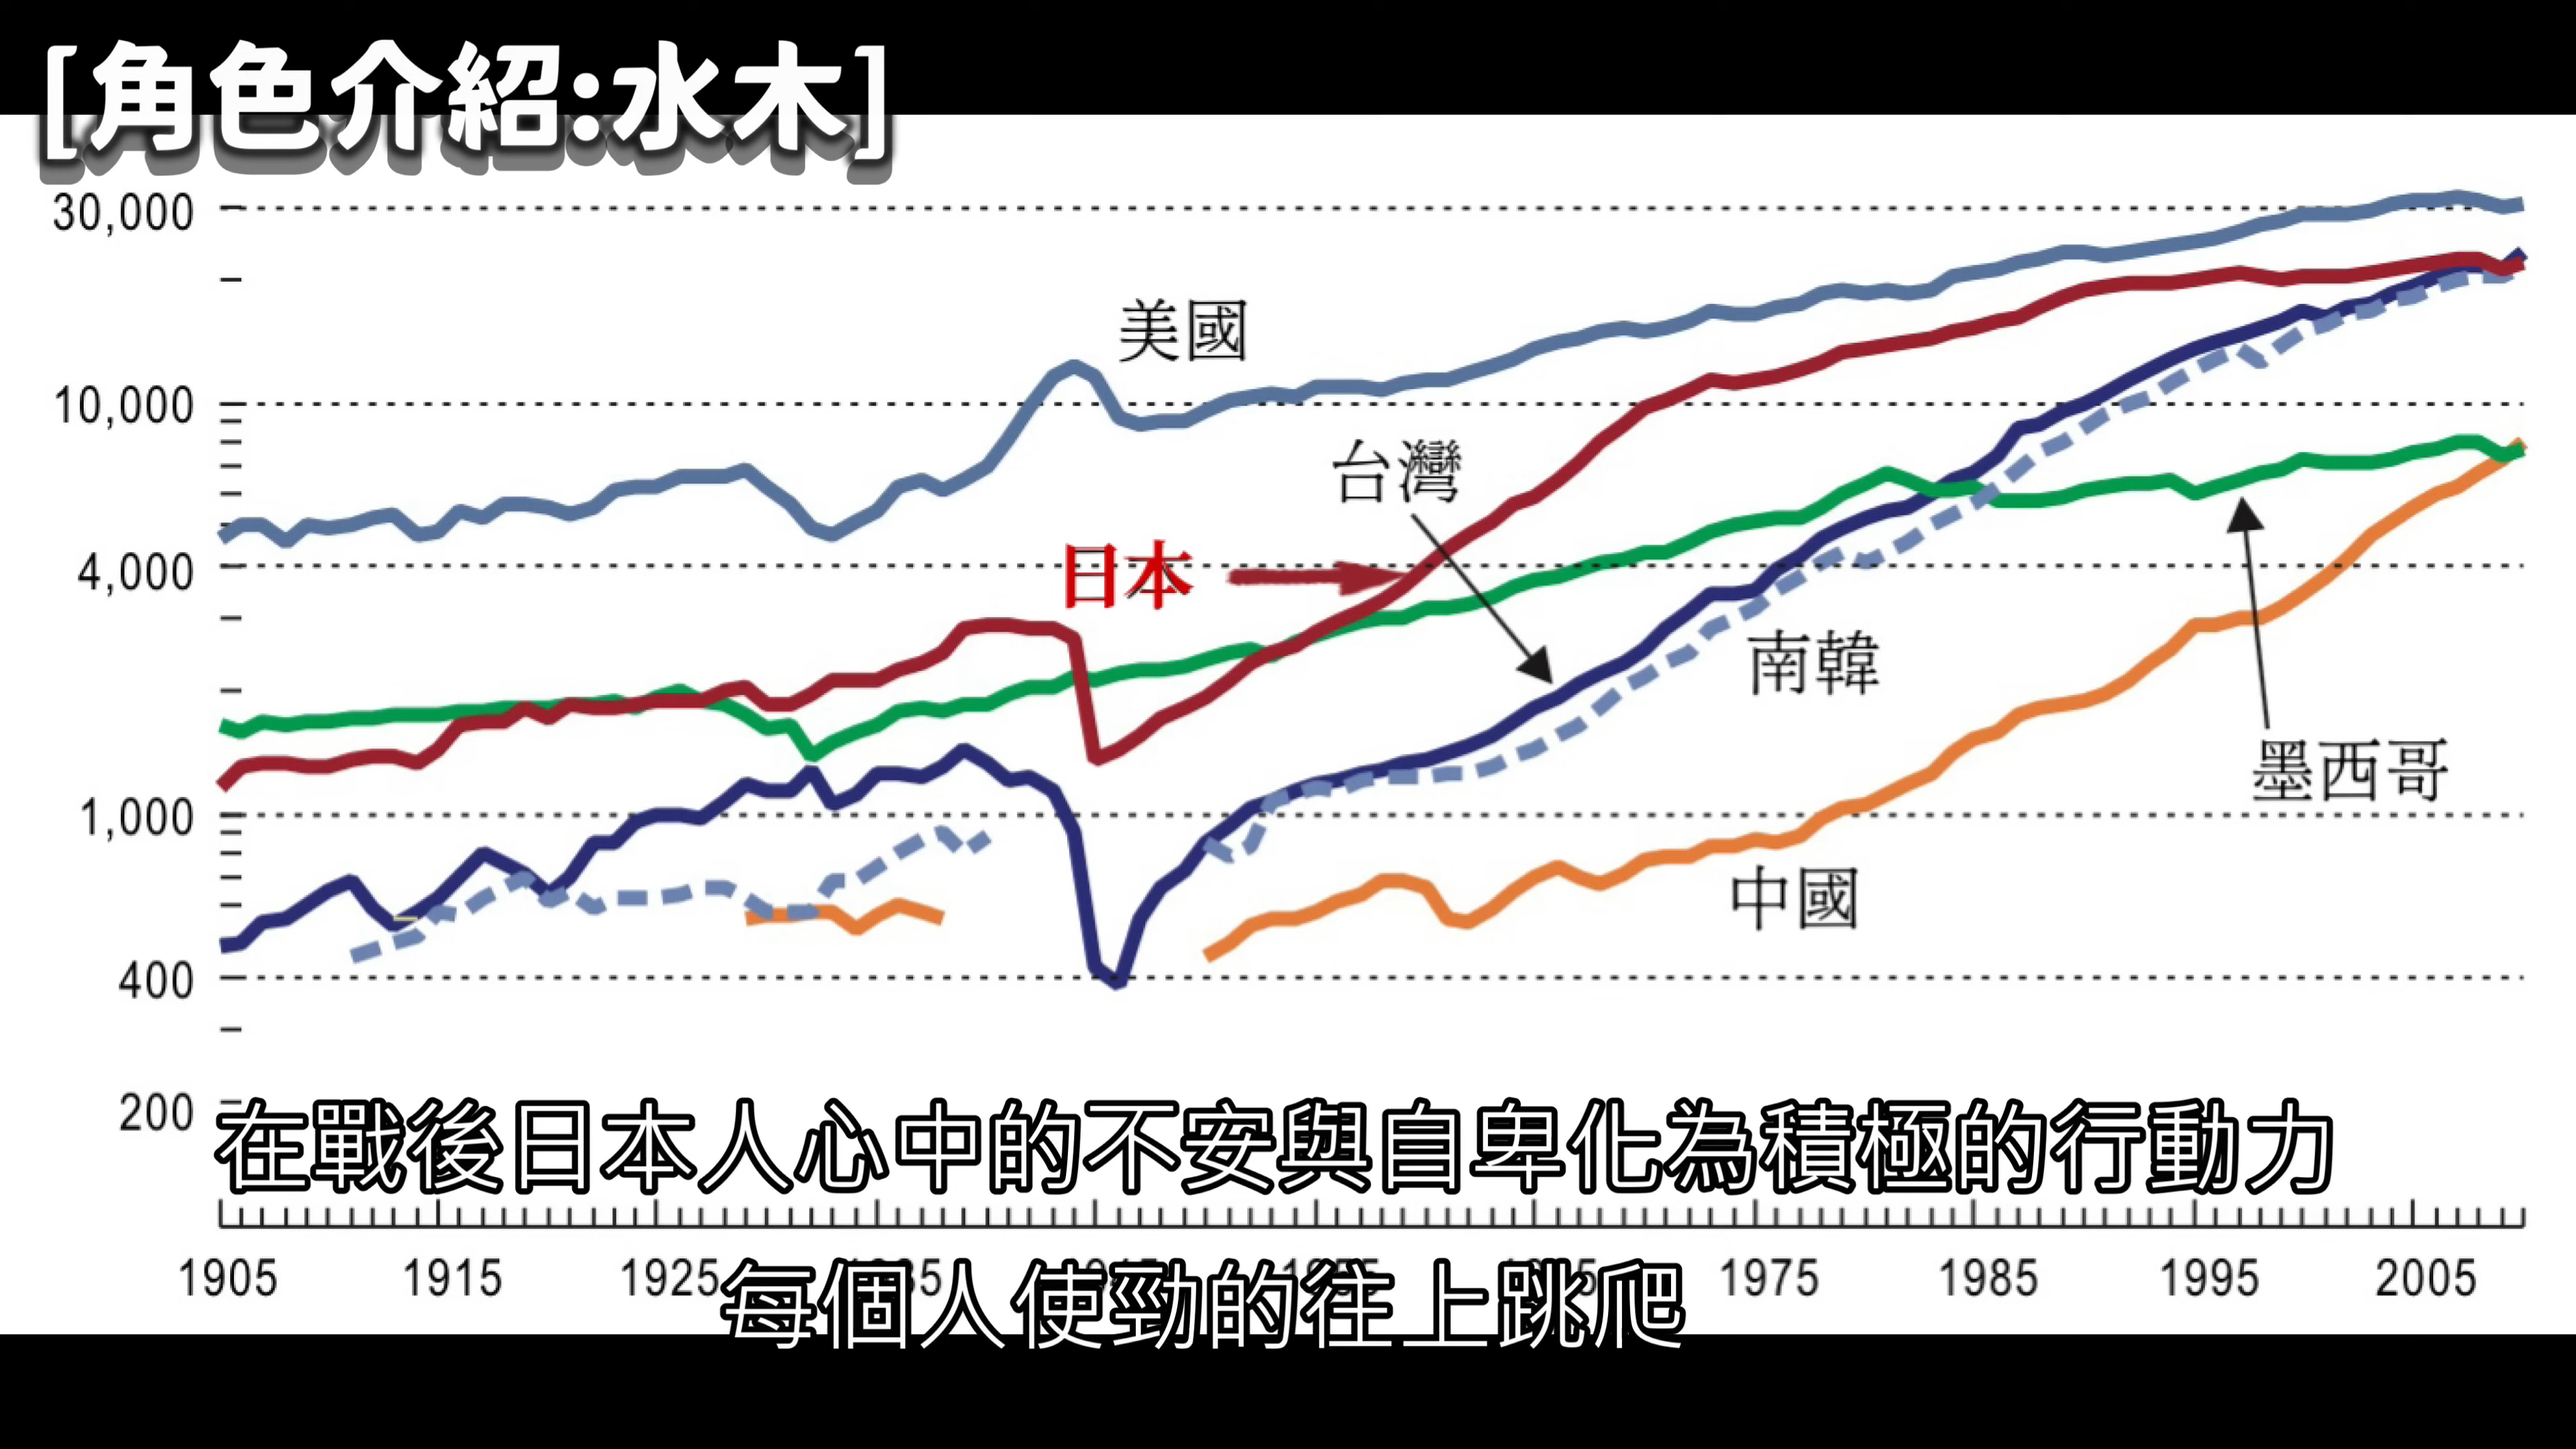 [角色介紹:水木]
30,000
10,000
4,000
1,000
400
200
美國
台灣
日本
南韓
墨西哥
中國
在戰後日本人心中的不安與自卑化為積極的行動力
1905 1915 1925 1975 1985 1995 2005
每個人使勁的往上跳爬